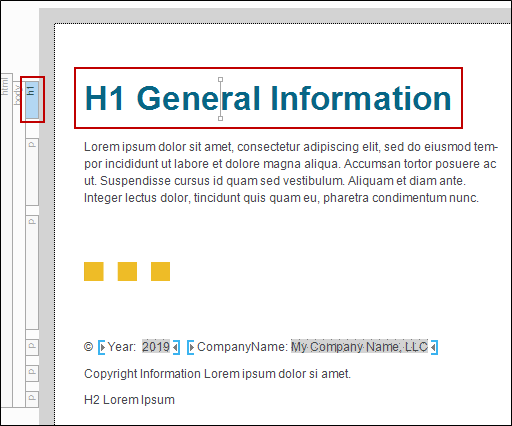 html
body
h1
H1 General Information
p
Lorem ipsum dolor sit amet, consectetur adipiscing elit, sed do eiusmod tem-
por incididunt ut labore et dolore magna aliqua. Accumsan tortor posuere ac
ut. Suspendisse cursus id quam sed vestibulum. Aliquam et diam ante.
Integer lectus dolor, tincidunt quis quam eu, pharetra condimentum nunc.
p
p
© Year: 2019 CompanyName: My Company Name, LLC
p
Copyright Information Lorem ipsum dolor si amet.
p
H2 Lorem Ipsum